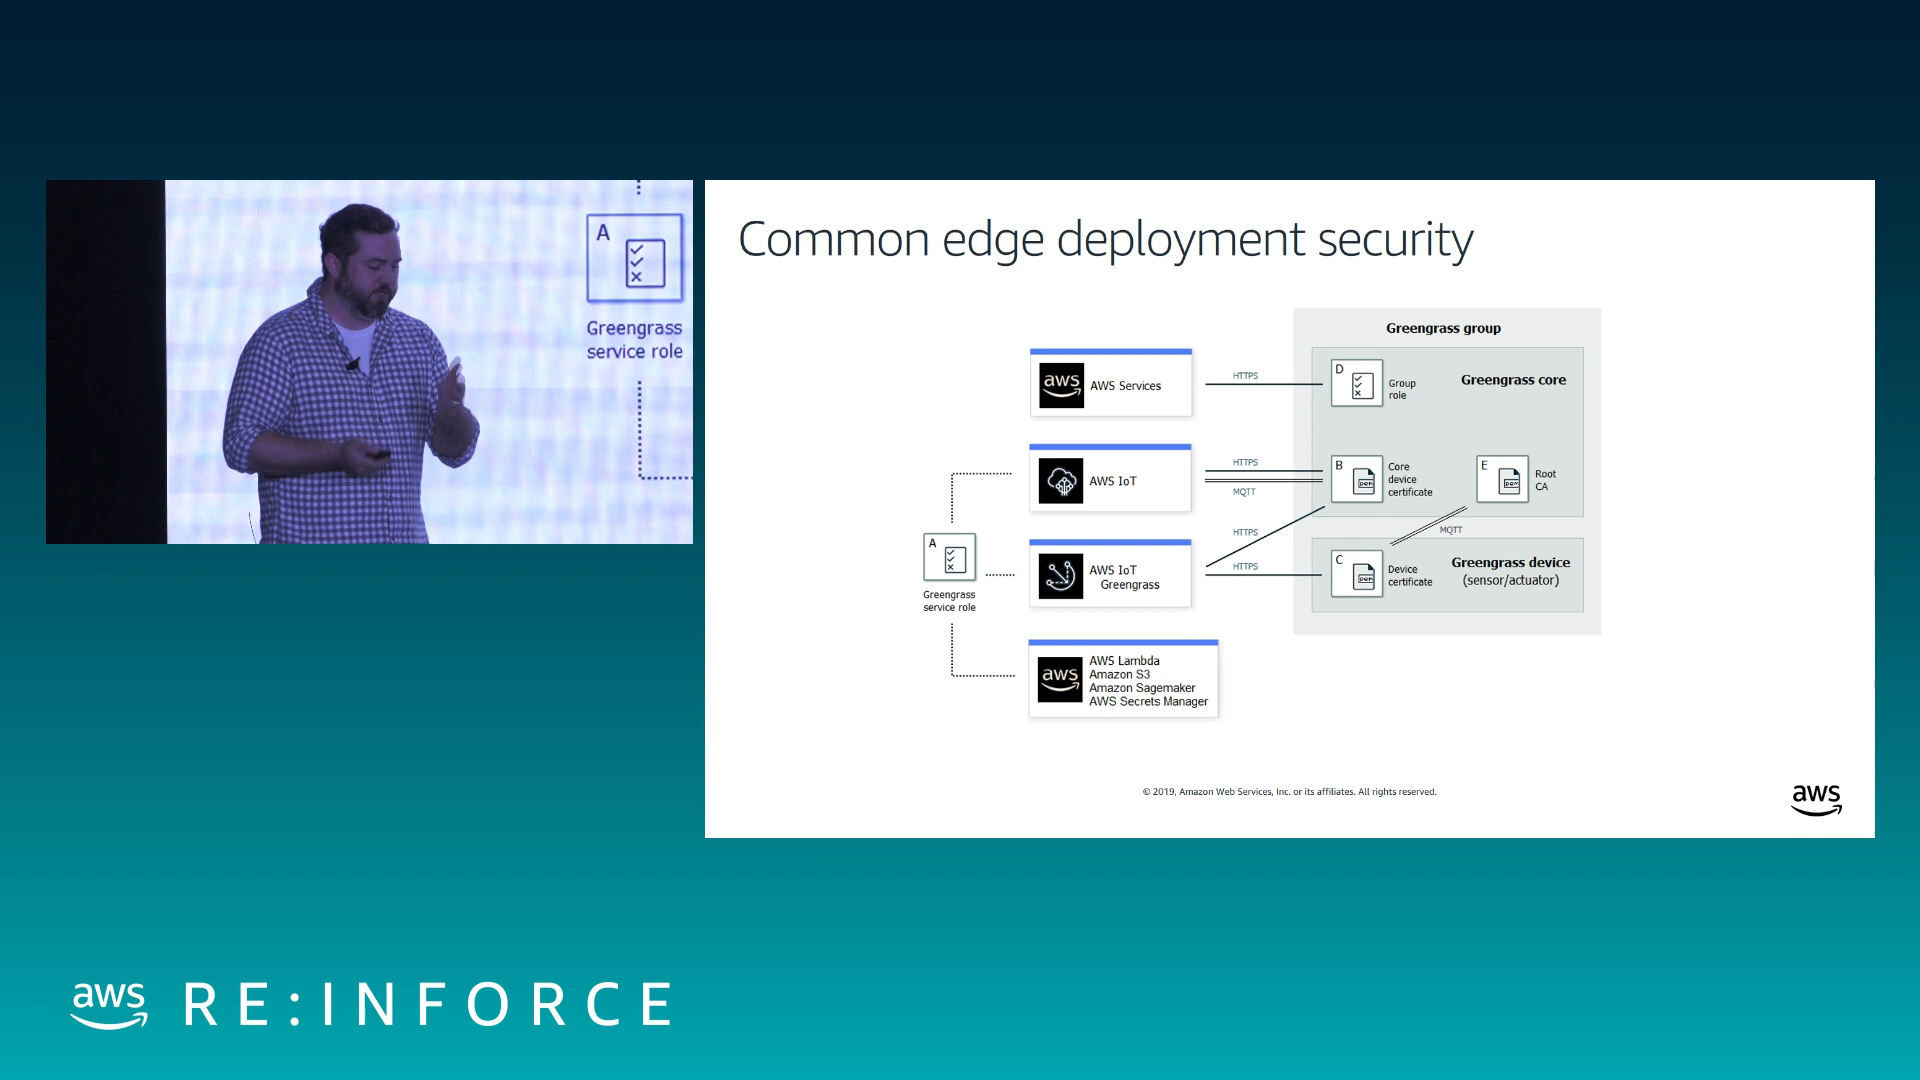 A
Greengrass
service role
Common edge deployment security
Greengrass group
aws
AWS Services
HTTPS
D
Group
role
Greengrass core
AWS IoT
HTTPS
MQTT
B
Core
device
certificate
E
Root
CA
MQTT
A
Greengrass
service role
AWS IoT
Greengrass
HTTPS
HTTPS
C
pem
Device
certificate
Greengrass device
(sensor/actuator)
aws
AWS Lambda
Amazon S3
Amazon Sagemaker
AWS Secrets Manager
© 2019, Amazon Web Services, Inc. or its affiliates. All rights reserved.
aws
aws RE:INFORCE